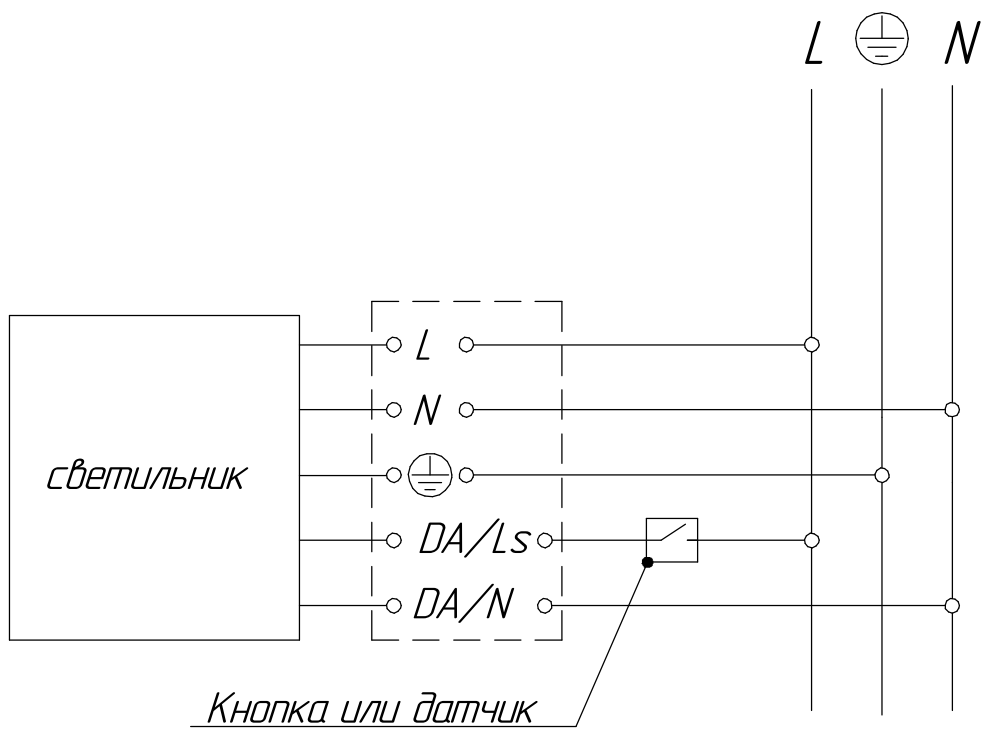 L N
L
N
светильник
DA/Ls
DA/N
Кнопка или датчик